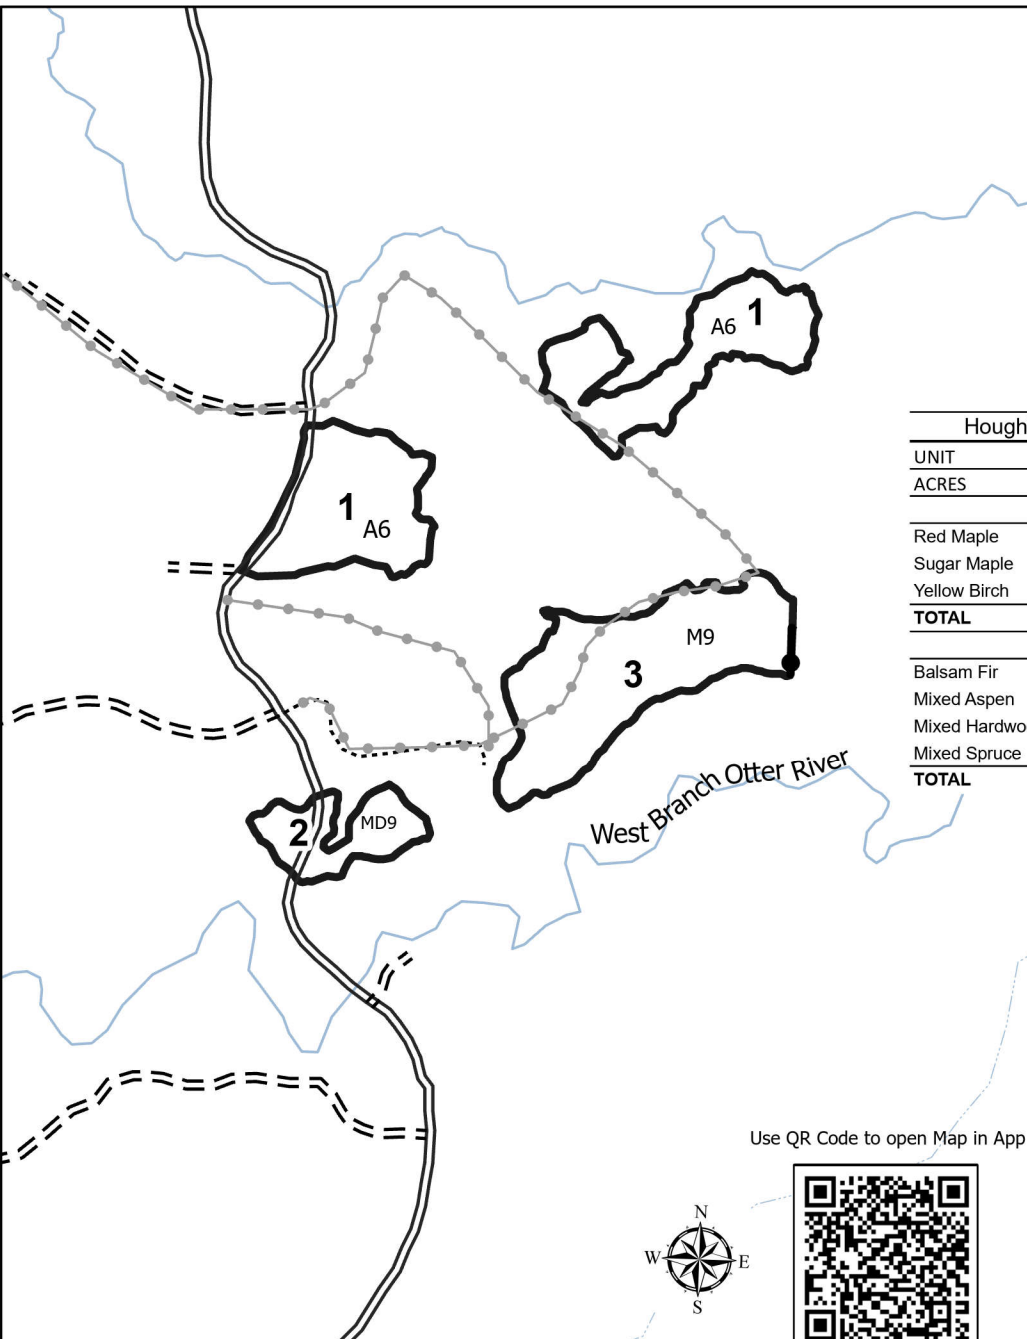 1
A6
Hough
UNIT
ACRES
1
A6
Red Maple
Sugar Maple
Yellow Birch
TOTAL
M9
3
Balsam Fir
Mixed Aspen
Mixed Hardwo
Mixed Spruce
TOTAL
West Branch Otter River
2
MD9
Use QR Code to open Map in App
N
W E
S